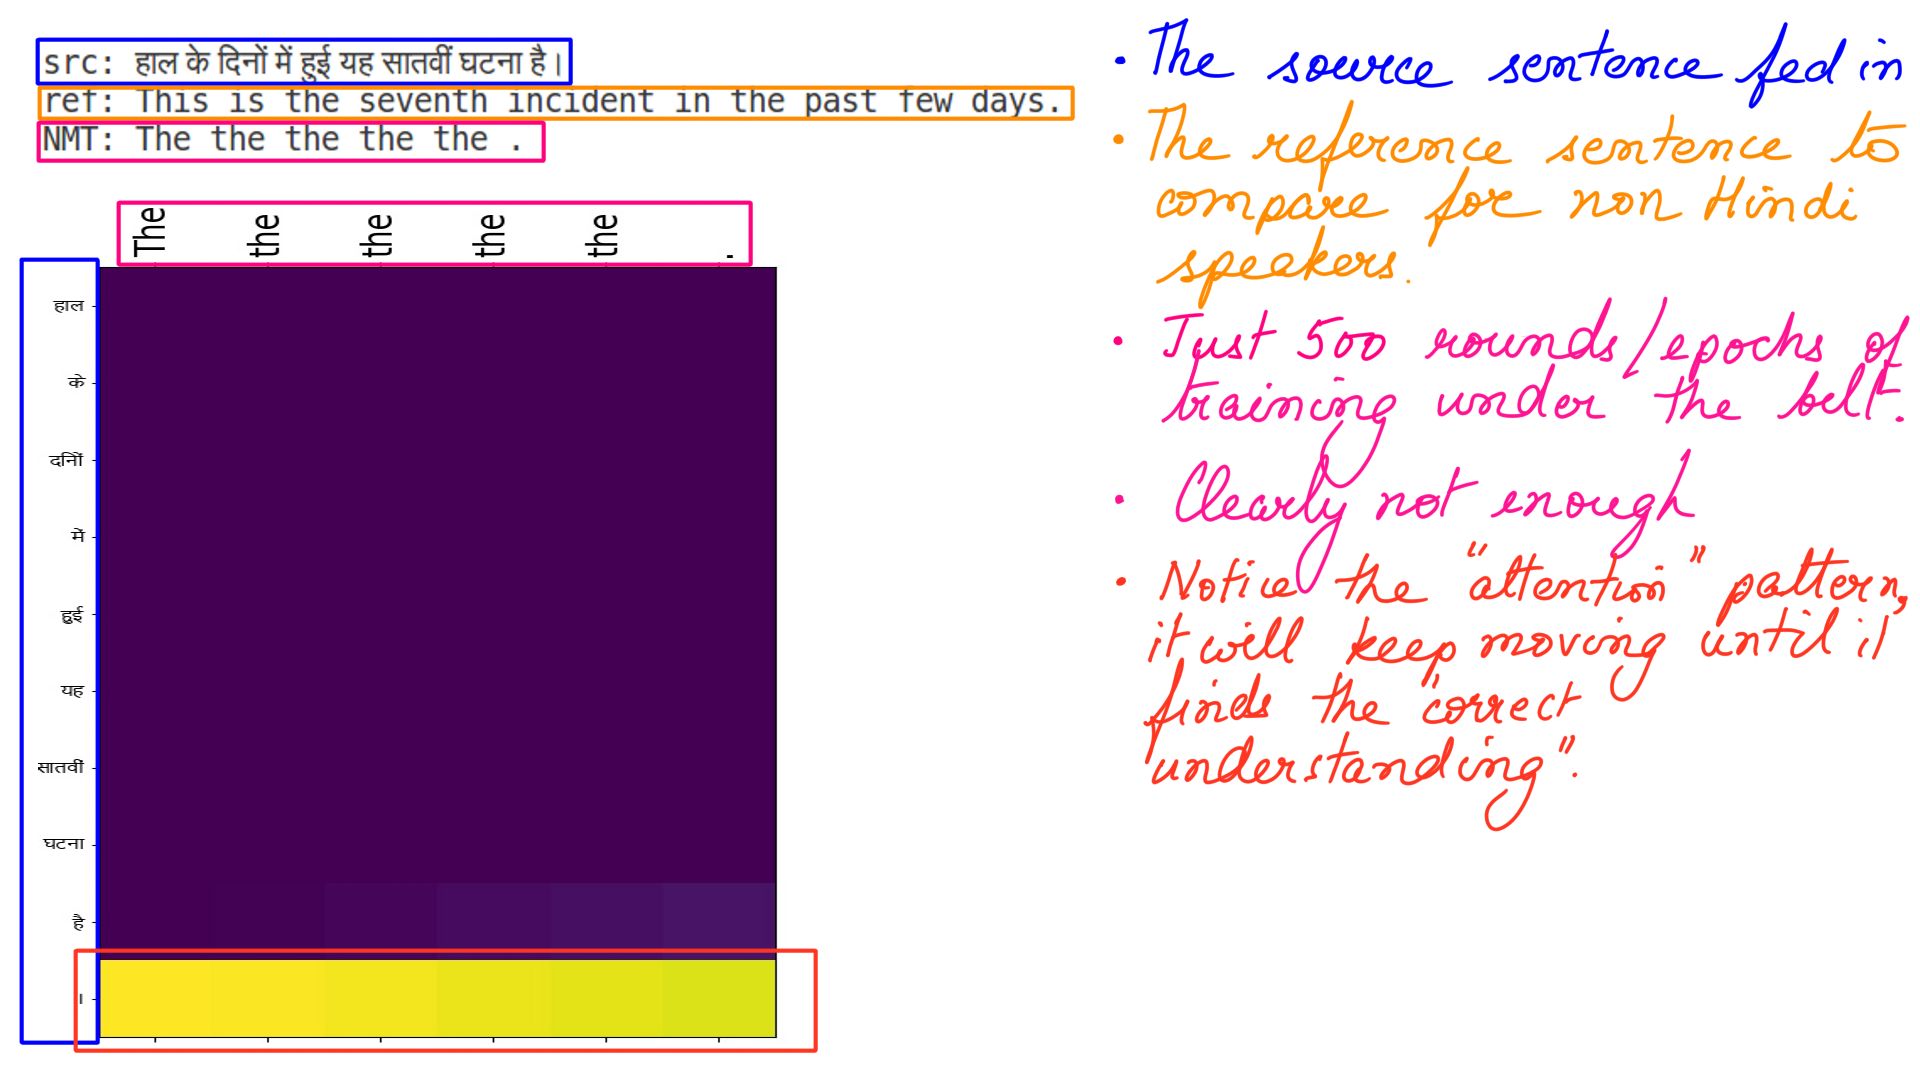 src: हाल के दिनों में हुई यह सातवीं घटना है।
ref: This is the seventh incident in the past few days.
NMT: The the the the the .
The the the the the .
हाल
के
दिनों
में
हुई
यह
सातवीं
घटना
है
।
• The source sentence fed in
• The reference sentence to
compare for non Hindi
speakers.
• Just 500 rounds/epochs of
training under the belt.
• Clearly not enough
• Notice the "attention" pattern,
it will keep moving until it
finds the "correct
understanding".